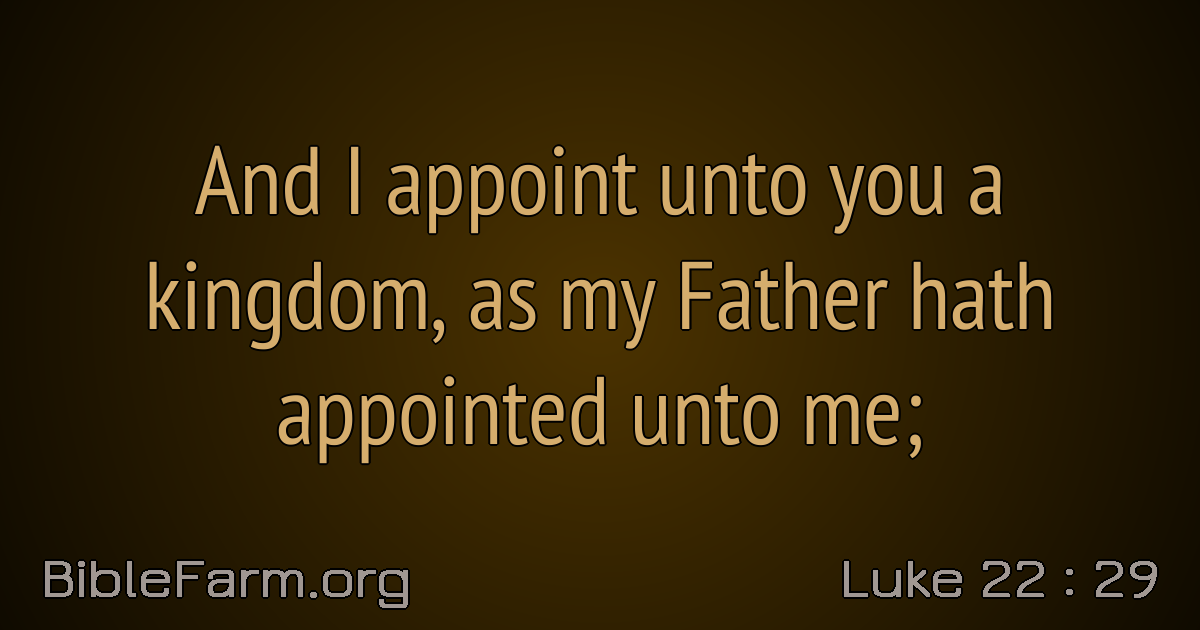 And I appoint unto you a
kingdom, as my Father hath
appointed unto me;
BibleFarm.org
Luke 22 : 29